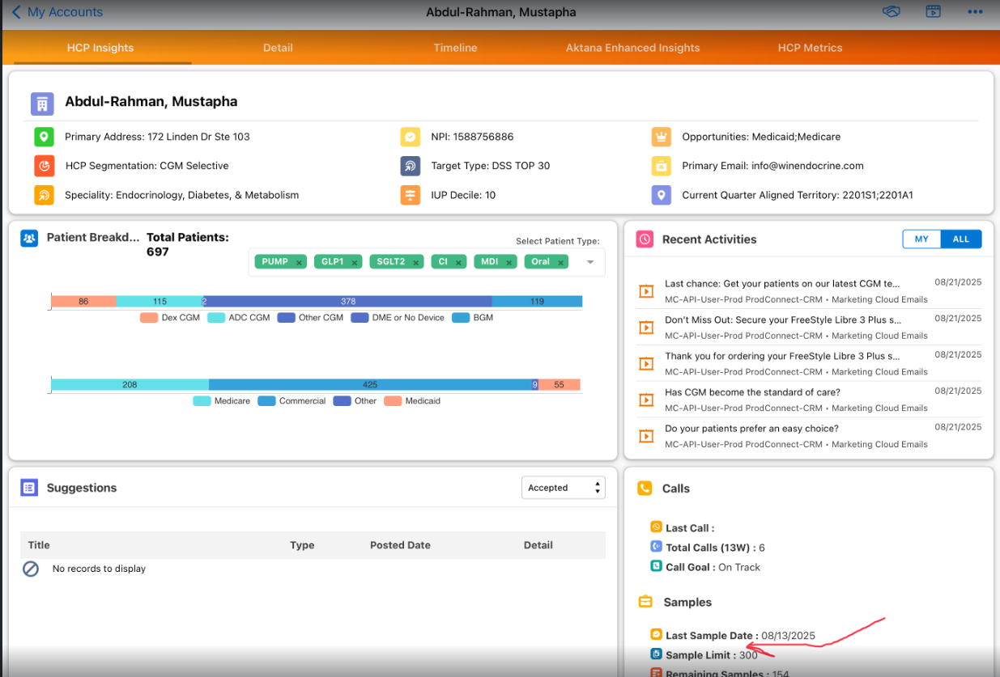 My Accounts
Abdul-Rahman, Mustapha
HCP Insights Detail Timeline Aktana Enhanced Insights HCP Metrics
Abdul-Rahman, Mustapha
Primary Address: 172 Linden Dr Ste 103 NPI: 1588756886 Opportunities: Medicaid;Medicare
HCP Segmentation: CGM Selective Target Type: DSS TOP 30 Primary Email: info@winendocrine.com
Speciality: Endocrinology, Diabetes, & Metabolism IUP Decile: 10 Current Quarter Aligned Territory: 2201S1;2201A1
Patient Breakd... Total Patients:
697
Select Patient Type:
PUMP x GLP1 x SGLT2 x CI x MDI x Oral x
86 115 2 378 119
Dex CGM ADC CGM Other CGM DME or No Device BGM
208 425 9 55
Medicare Commercial Other Medicaid
Recent Activities MY ALL
Last chance: Get your patients on our latest CGM te... 08/21/2025
MC-API-User-Prod ProdConnect-CRM • Marketing Cloud Emails
Don't Miss Out: Secure your FreeStyle Libre 3 Plus s... 08/21/2025
MC-API-User-Prod ProdConnect-CRM • Marketing Cloud Emails
Thank you for ordering your FreeStyle Libre 3 Plus s... 08/21/2025
MC-API-User-Prod ProdConnect-CRM • Marketing Cloud Emails
Has CGM become the standard of care? 08/21/2025
MC-API-User-Prod ProdConnect-CRM • Marketing Cloud Emails
Do your patients prefer an easy choice? 08/21/2025
MC-API-User-Prod ProdConnect-CRM • Marketing Cloud Emails
Suggestions Accepted
Title Type Posted Date Detail
No records to display
Calls
Last Call :
Total Calls (13W) : 6
Call Goal : On Track
Samples
Last Sample Date : 08/13/2025
Sample Limit : 300
Remaining Samples : 154